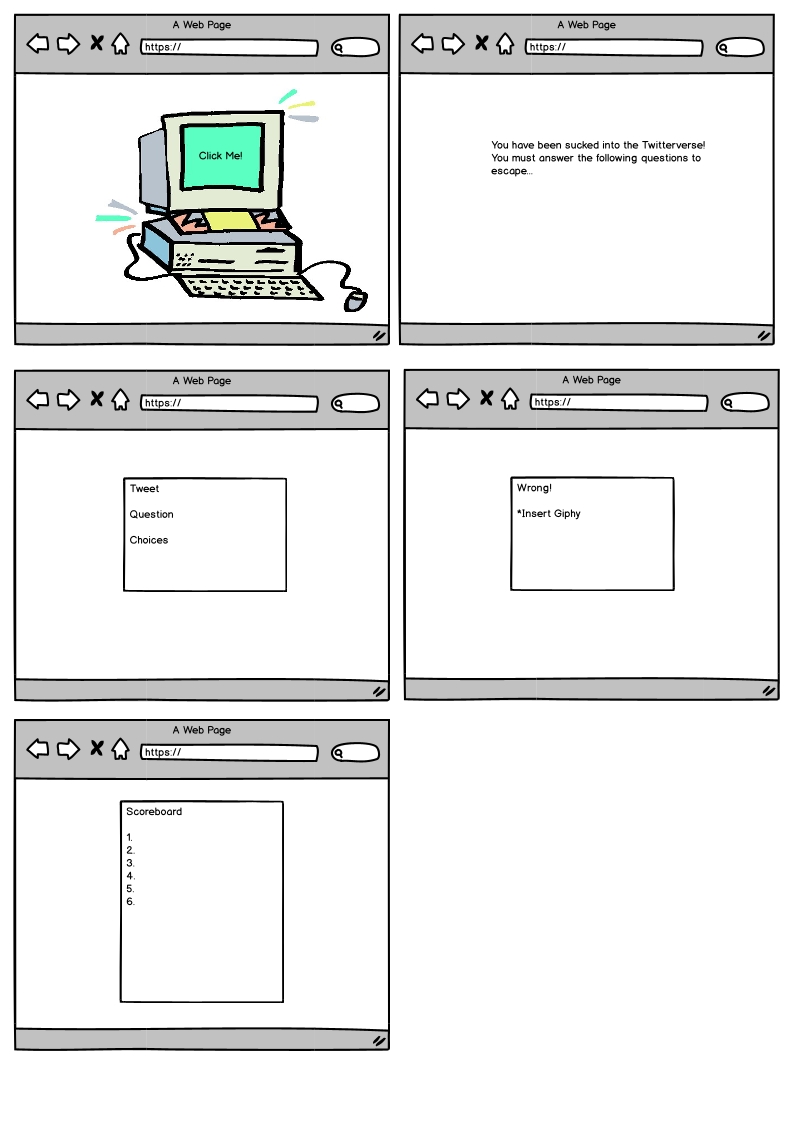 A Web Page
https://
Click Me!
A Web Page
https://
You have been sucked into the Twitterverse!
You must answer the following questions to
escape...
A Web Page
https://
Tweet
Question
Choices
A Web Page
https://
Wrong!
*Insert Giphy
A Web Page
https://
Scoreboard
1.
2.
3.
4.
5.
6.